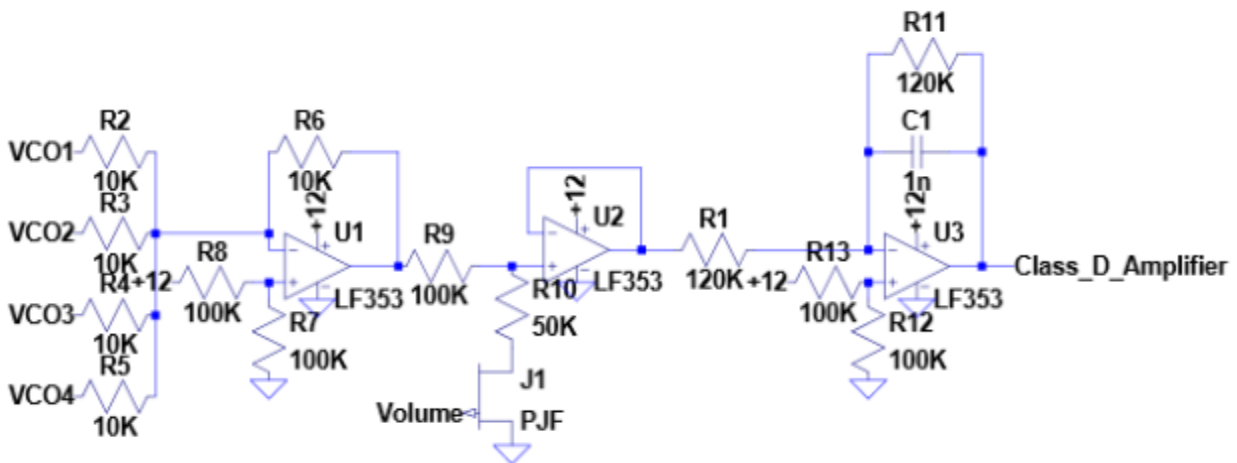 R11
120K
C1
1n
VCO1
R2
10K
R6
10K
VCO2
R3
10K
+12
U1
LF353
R8
+12
100K
R7
100K
R9
100K
+12
U2
LF353
R10
50K
R1
120K
+12
R13
100K
+12
U3
LF353
R12
100K
Class_D_Amplifier
VCO3
R4
10K
VCO4
R5
10K
Volume
J1
PJF